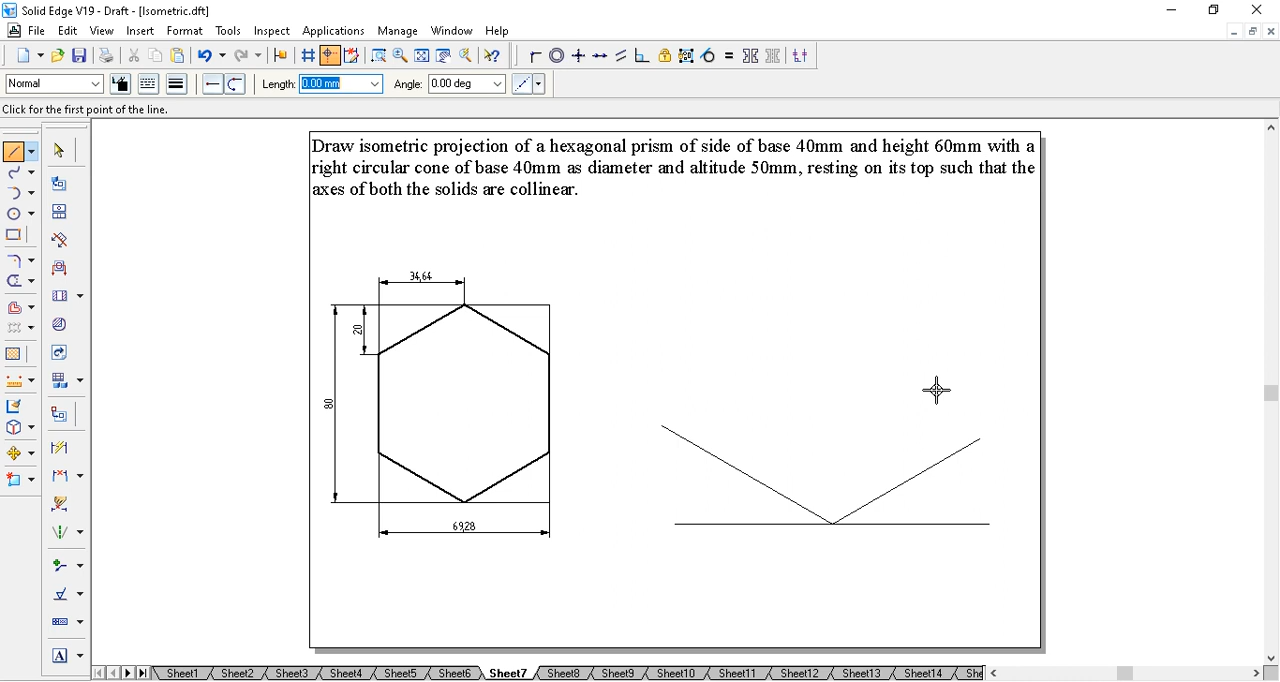 Solid Edge V19 - Draft - [Isometric.dft]
File Edit View Insert Format Tools Inspect Applications Manage Window Help
Normal Length: 0.00 mm Angle: 0.00 deg
Click for the first point of the line.
Draw isometric projection of a hexagonal prism of side of base 40mm and height 60mm with a
right circular cone of base 40mm as diameter and altitude 50mm, resting on its top such that the
axes of both the solids are collinear.
34,64
20
80
69,28
A
Sheet1 Sheet2 Sheet3 Sheet4 Sheet5 Sheet6 Sheet7 Sheet8 Sheet9 Sheet10 Sheet11 Sheet12 Sheet13 Sheet14 She